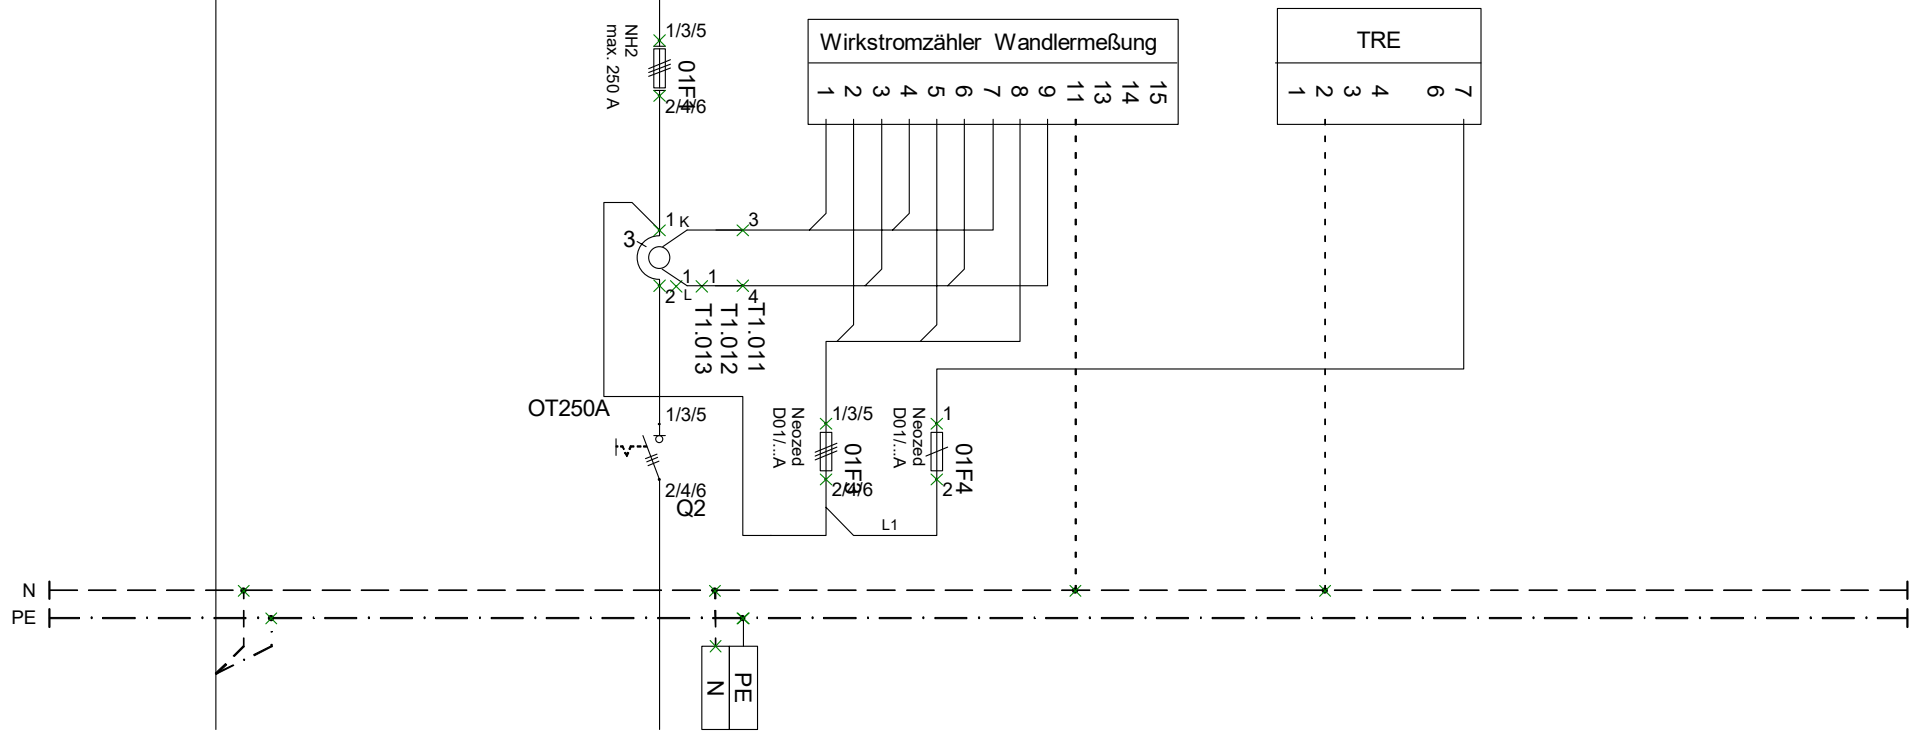 NH2
max. 250 A
1/3/5
2/4/6
Wirkstromzähler Wandlermeßung
1 2 3 4 5 6 7 8 9 11 13 14 15
TRE
1 2 3 4 6 7
1 K
3
3
2
1
L
1
4
T1.013
T1.012
T1.011
OT250A
1/3/5
2/4/6
Q2
Neozed
D01/...A
1/3/5
2/4/6
Neozed
D01/...A
1
01F4
2
L1
N
PE
N
PE